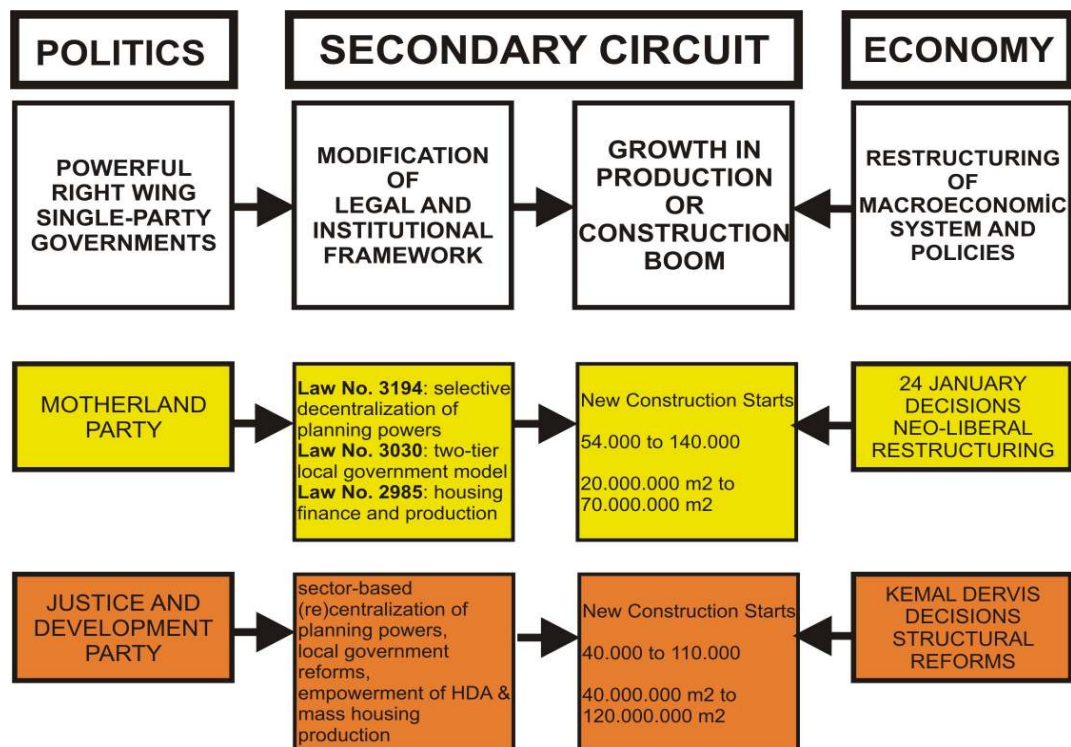 POLITICS
SECONDARY CIRCUIT
ECONOMY
POWERFUL
RIGHT WING
SINGLE-PARTY
GOVERNMENTS
MODIFICATION
OF
LEGAL AND
INSTITUTIONAL
FRAMEWORK
GROWTH IN
PRODUCTION
OR
CONSTRUCTION
BOOM
RESTRUCTURING
OF
MACROECONOMİC
SYSTEM AND
POLICIES
MOTHERLAND
PARTY
Law No. 3194: selective
decentralization of
planning powers
Law No. 3030: two-tier
local government model
Law No. 2985: housing
finance and production
New Construction Starts
54.000 to 140.000
20.000.000 m2 to
70.000.000 m2
24 JANUARY
DECISIONS
NEO-LIBERAL
RESTRUCTURING
JUSTICE AND
DEVELOPMENT
PARTY
sector-based
(re)centralization of
planning powers,
local government
reforms,
empowerment of HDA &
mass housing
production
New Construction Starts
40.000 to 110.000
40.000.000 m2 to
120.000.000 m2
KEMAL DERVIS
DECISIONS
STRUCTURAL
REFORMS